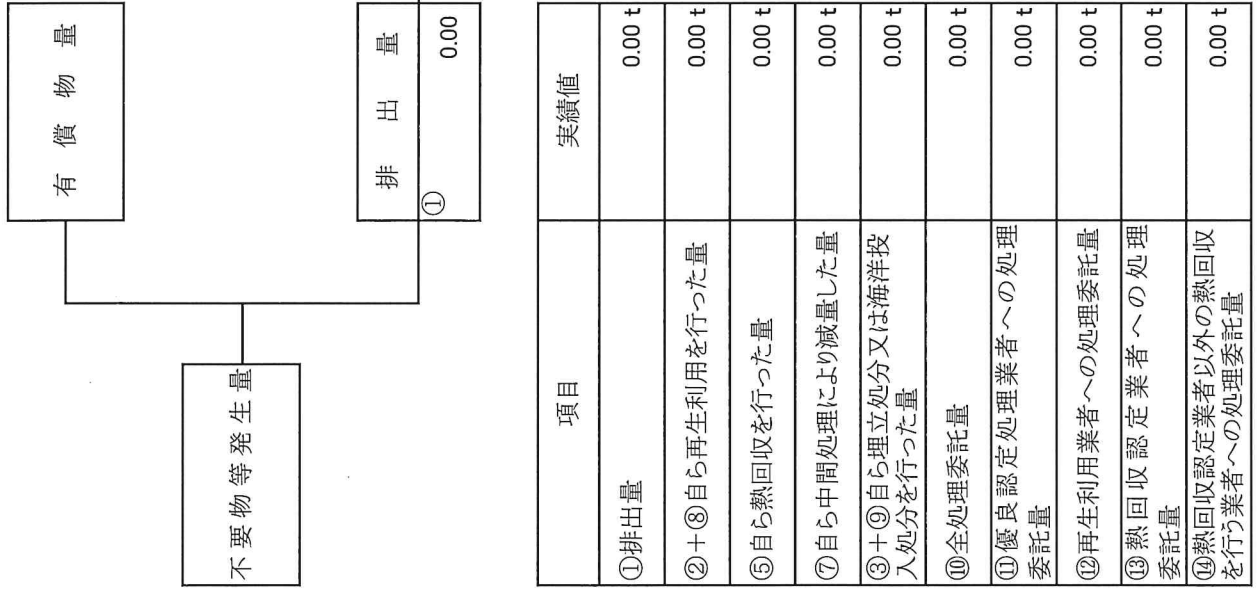 有償物量
不要物等発生量
排出量
①
0.00
項目 実績値
①排出量 0.00 t
②+⑧自ら再生利用を行った量 0.00 t
⑤自ら熱回収を行った量 0.00 t
⑦自ら中間処理により減量した量 0.00 t
③+⑨自ら埋立処分又は海洋投
入処分を行った量 0.00 t
⑩全処理委託量 0.00 t
⑪優良認定処理業者への処理
委託量 0.00 t
⑫再生利用業者への処理委託量 0.00 t
⑬熱回収認定業者への処理
委託量 0.00 t
⑭熱回収認定業者以外の熱回収
を行う業者への処理委託量 0.00 t